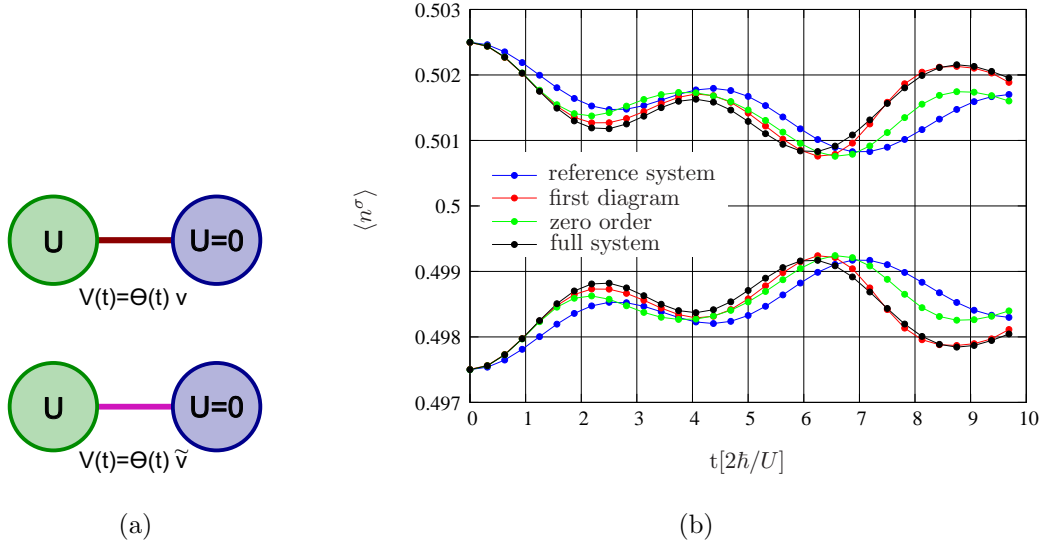 U
U=0
V(t)=Θ(t) v
U
U=0
V(t)=Θ(t) ṽ
(a)
0.503
0.502
0.501
0.5
0.499
0.498
0.497
⟨n^σ⟩
reference system
first diagram
zero order
full system
0 1 2 3 4 5 6 7 8 9 10
t[2ℏ/U]
(b)